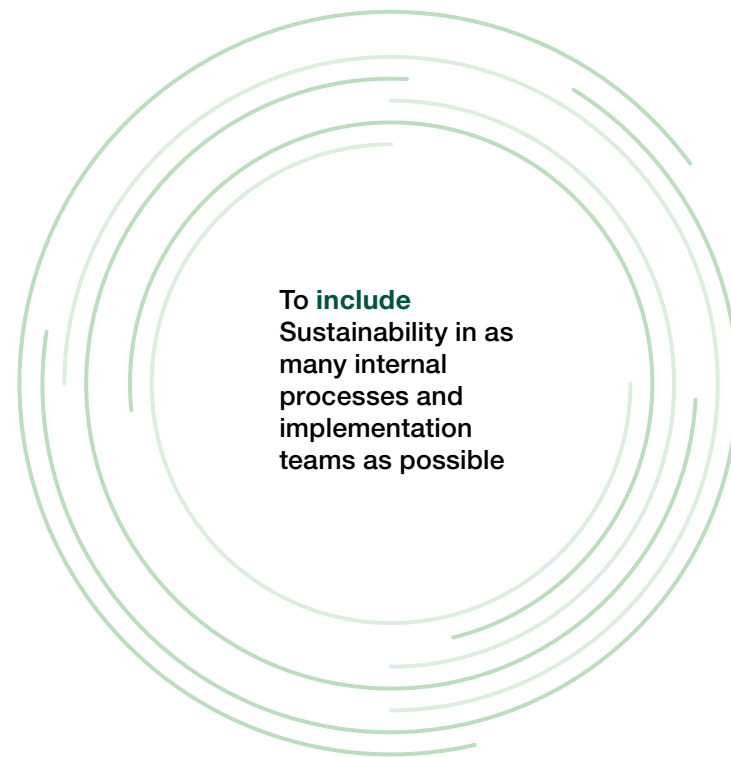 To include
Sustainability in as
many internal
processes and
implementation
teams as possible